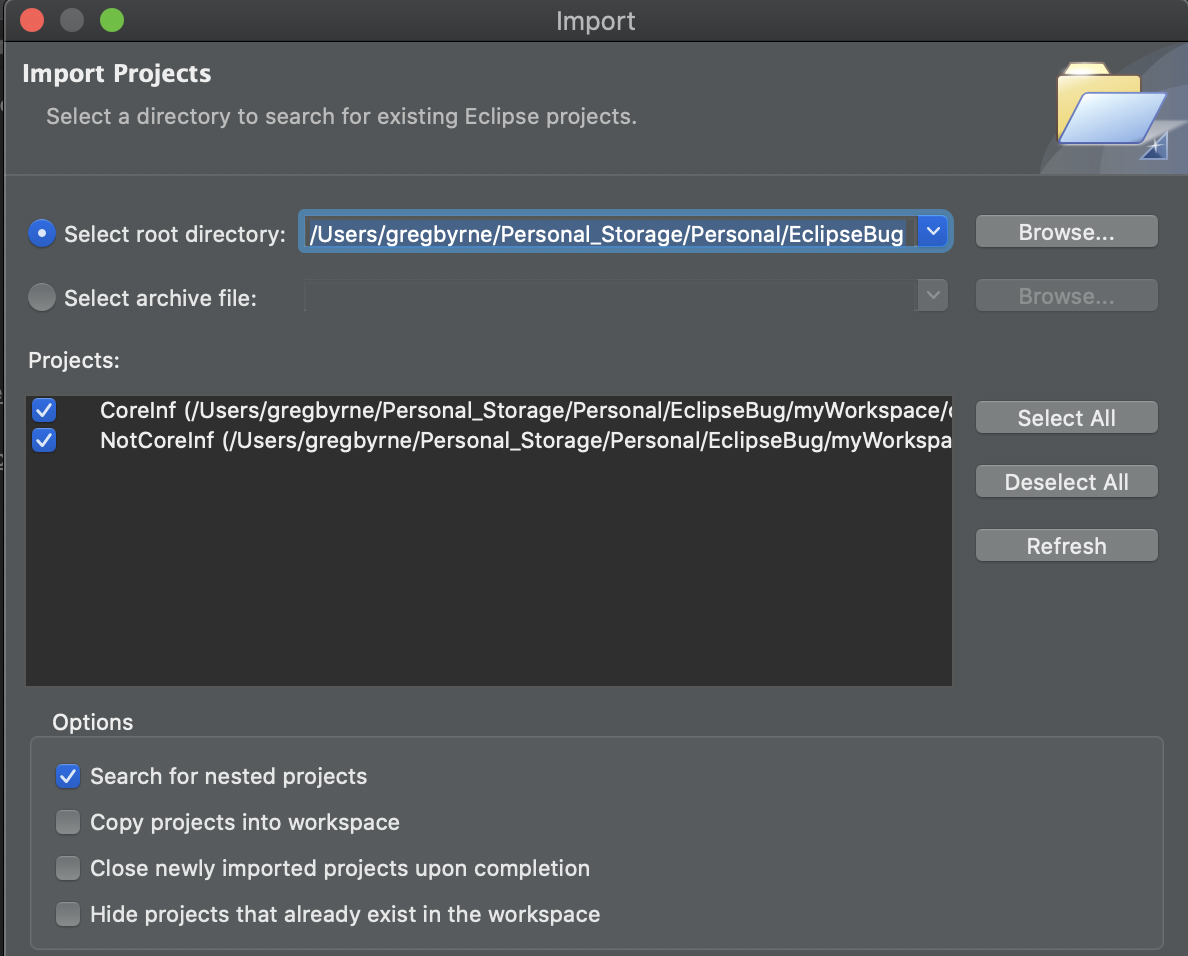 Import
Import Projects
Select a directory to search for existing Eclipse projects.
Select root directory: /Users/gregbyrne/Personal_Storage/Personal/EclipseBug Browse...
Select archive file: Browse...
Projects:
CoreInf (/Users/gregbyrne/Personal_Storage/Personal/EclipseBug/myWorkspace/
NotCoreInf (/Users/gregbyrne/Personal_Storage/Personal/EclipseBug/myWorkspa
Select All
Deselect All
Refresh
Options
Search for nested projects
Copy projects into workspace
Close newly imported projects upon completion
Hide projects that already exist in the workspace